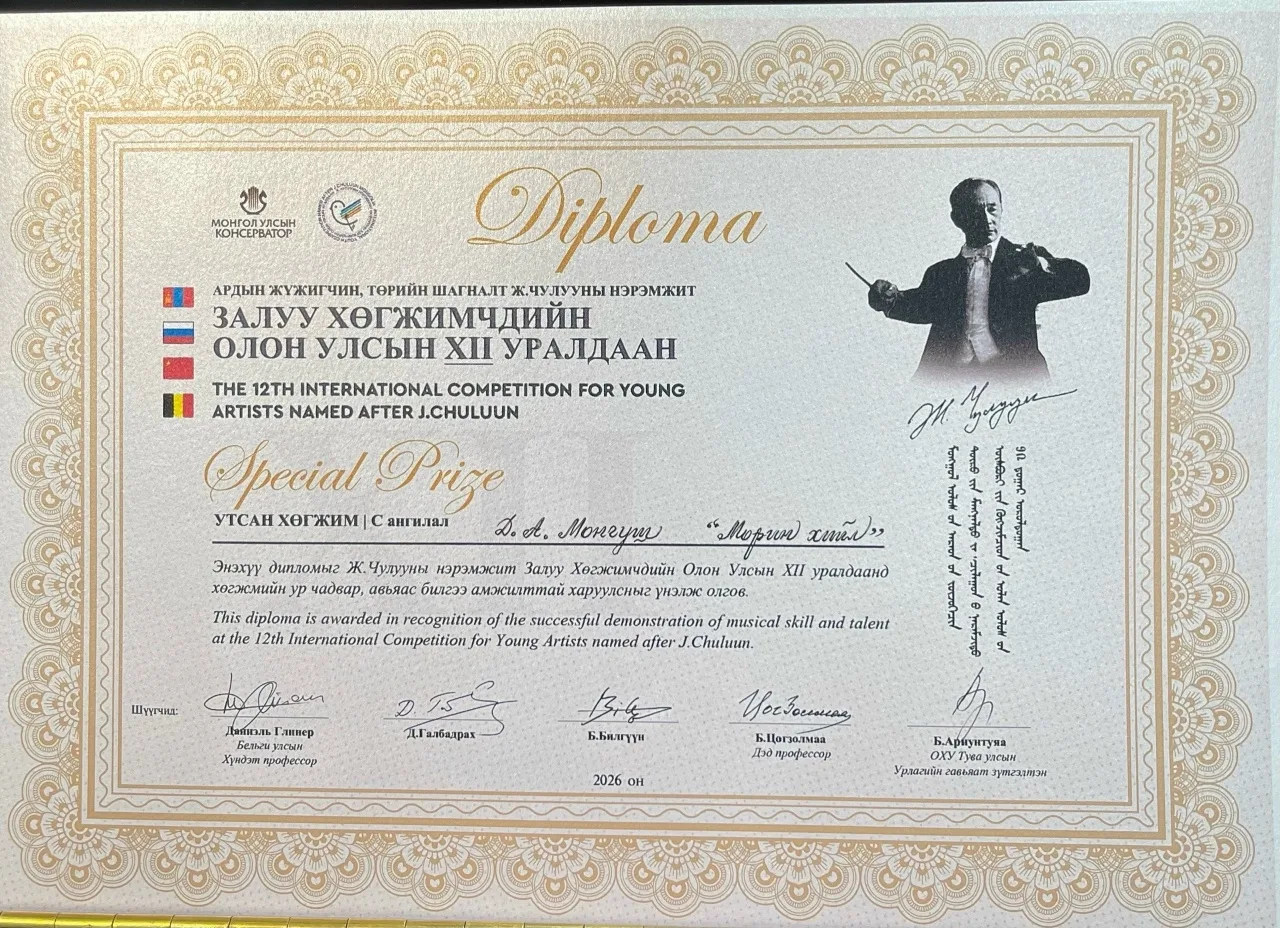 МОНГОЛ УЛСЫН
КОНСЕРВАТОР
Diploma
АРДЫН ЖҮЖИГЧИН, ТӨРИЙН ШАГНАЛТ Ж.ЧУЛУУНЫ НЭРЭМЖИТ
ЗАЛУУ ХӨГЖИМЧДИЙН
ОЛОН УЛСЫН XII УРАЛДААН
THE 12TH INTERNATIONAL COMPETITION FOR YOUNG
ARTISTS NAMED AFTER J.CHULUUN
Special Prize
УТСАН ХӨГЖИМ | С ангилал Д. А. Монгуш "Морин хийл"
Энэхүү дипломыг Ж.Чулууны нэрэмжит Залуу Хөгжимчдийн Олон Улсын XII уралдаанд
хөгжмийн ур чадвар, авьяас билгээ амжилттай харуулсныг үнэлж олгов.
This diploma is awarded in recognition of the successful demonstration of musical skill and talent
at the 12th International Competition for Young Artists named after J.Chuluun.
Ж. Чулуун
Шүүгчид:
Даниэль Глинер
Бельги улсын
Хүндэт профессор
Д.Галбадрах
Б.Билгүүн
Б.Цогзолмаа
Дэд профессор
Б.Ариунтуяа
ОХУ Тува улсын
Урлагийн гавьяат зүтгэлтэн
2026 он